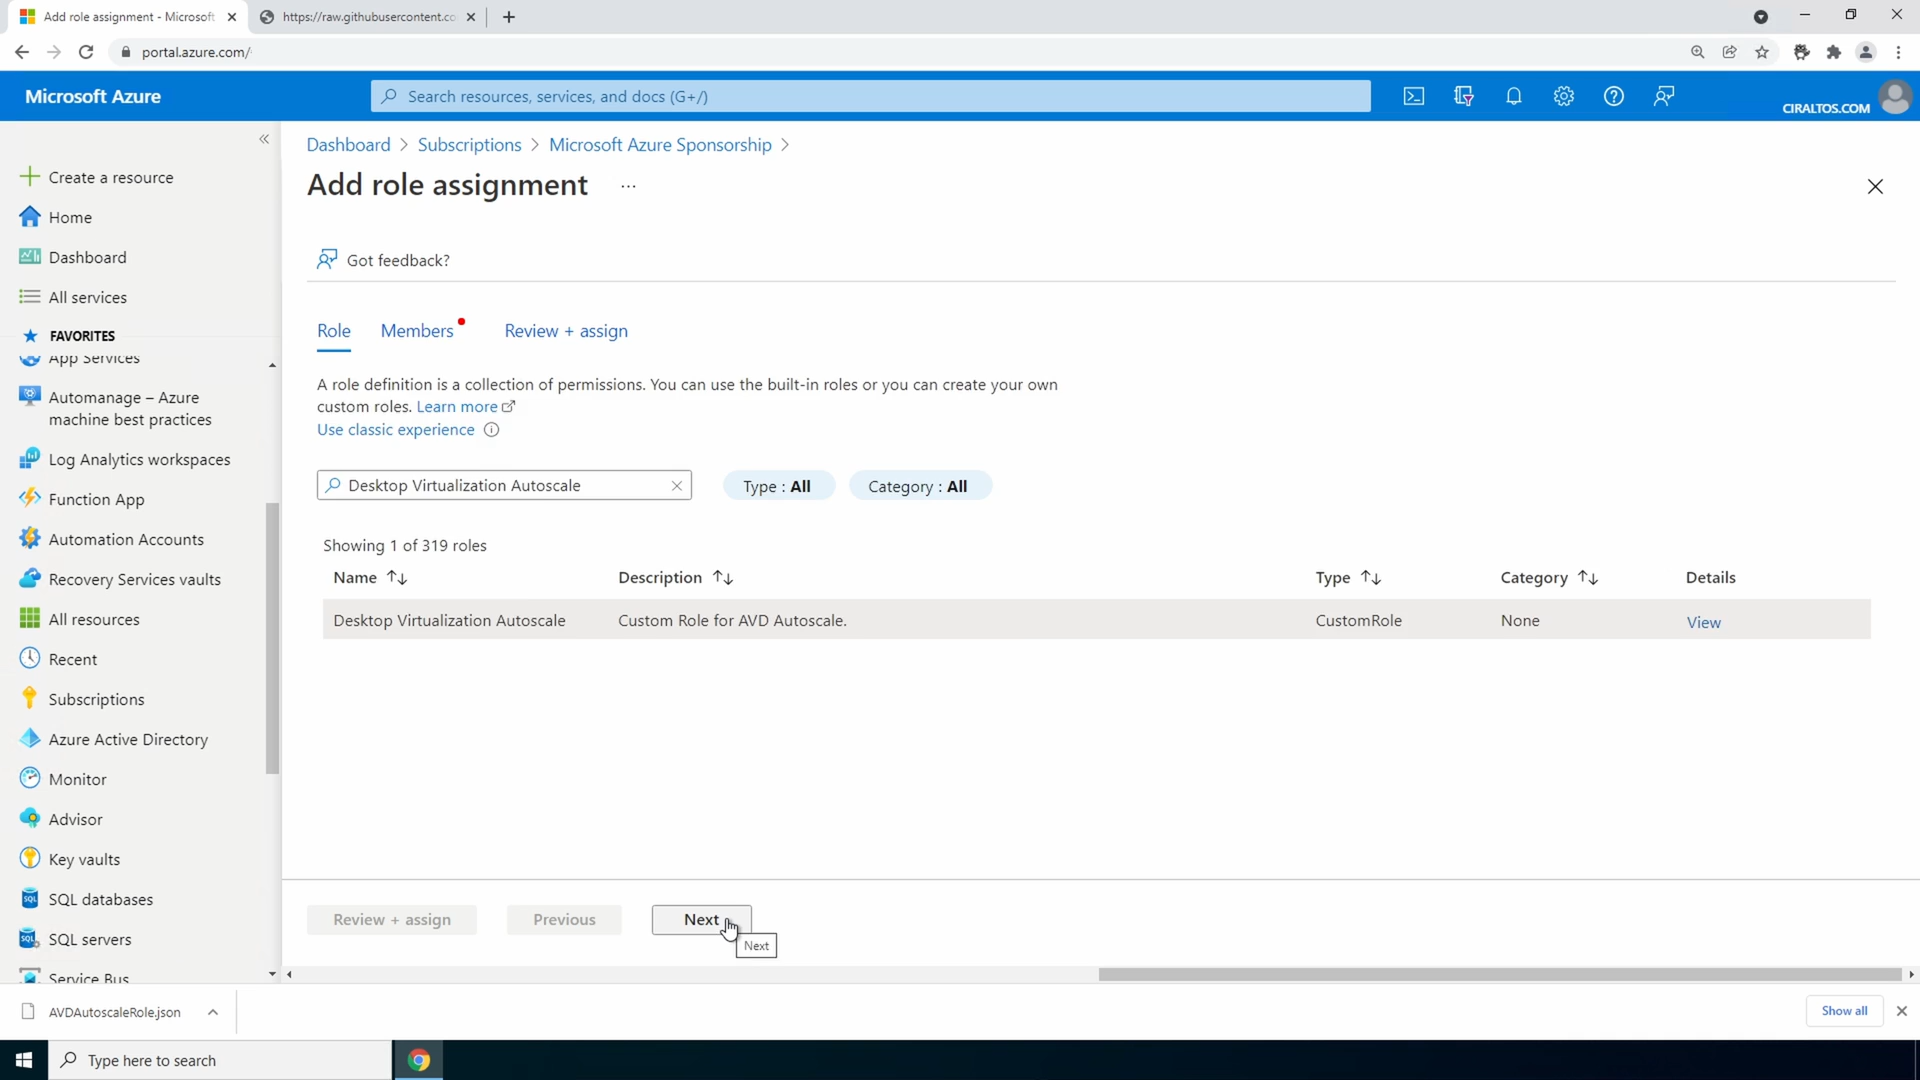 Add role assignment - Microsoft
https://raw.githubusercontent.co
portal.azure.com/
Microsoft Azure
Search resources, services, and docs (G+/)
CIRALTOS.COM
Dashboard > Subscriptions > Microsoft Azure Sponsorship >
Add role assignment ...
Got feedback?
Create a resource
Home
Dashboard
All services
FAVORITES
App Services
Automanage – Azure
machine best practices
Log Analytics workspaces
Function App
Automation Accounts
Recovery Services vaults
All resources
Recent
Subscriptions
Azure Active Directory
Monitor
Advisor
Key vaults
SQL databases
SQL servers
Service Bus
Role Members Review + assign
A role definition is a collection of permissions. You can use the built-in roles or you can create your own
custom roles. Learn more
Use classic experience
Desktop Virtualization Autoscale
Type : All
Category : All
Showing 1 of 319 roles
Name Description Type Category Details
Desktop Virtualization Autoscale Custom Role for AVD Autoscale. CustomRole None View
Review + assign Previous Next
Next
AVDAutoscaleRole.json
Show all
Type here to search